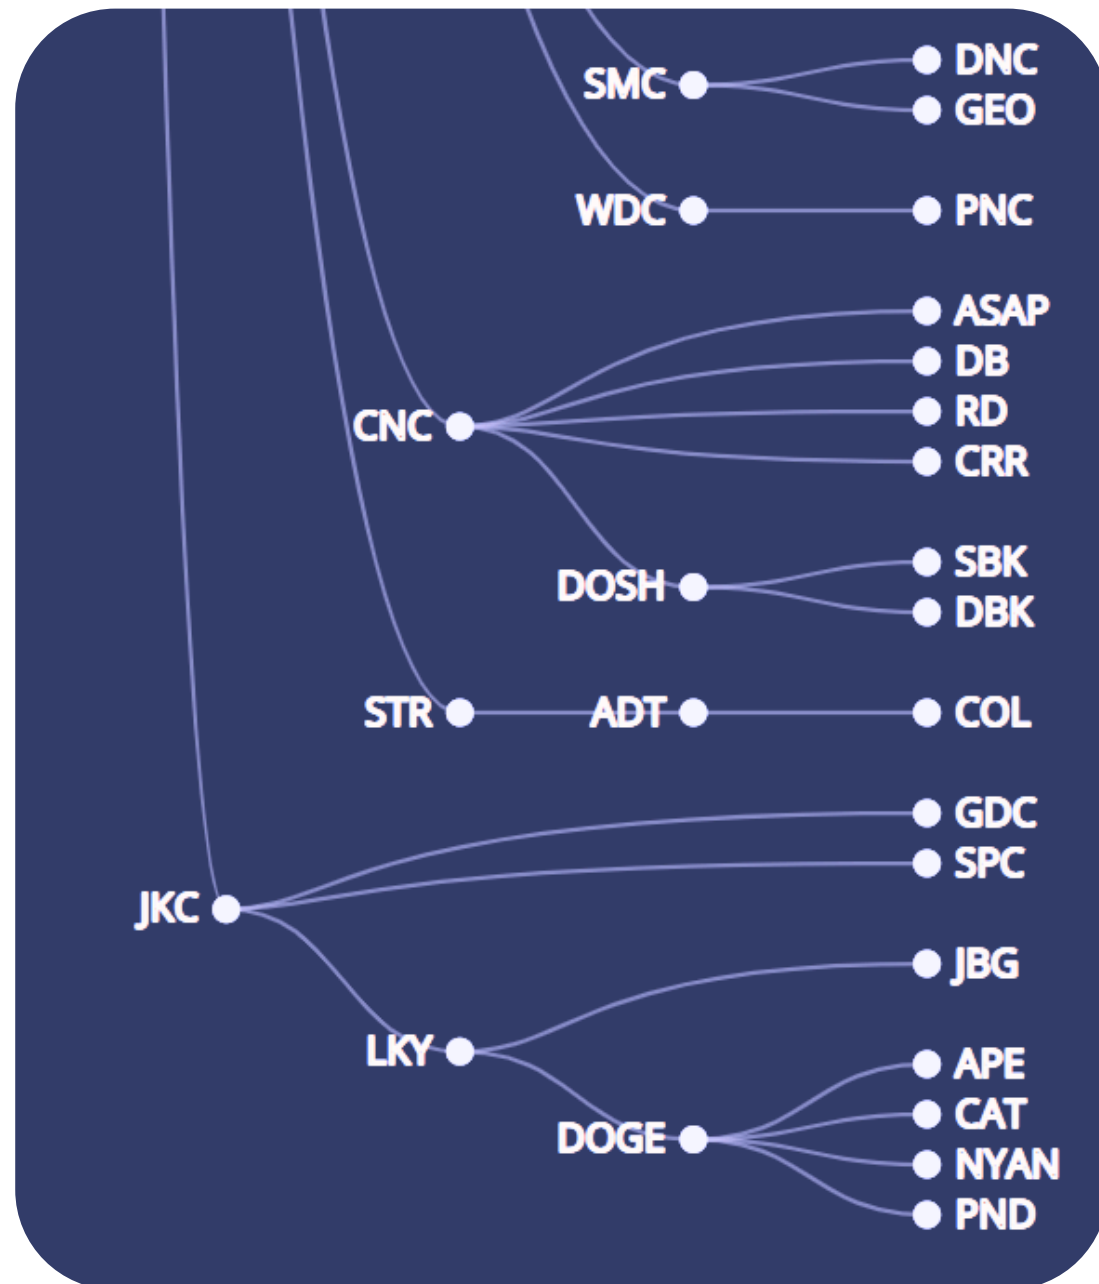 DNC
SMC
GEO
WDC
PNC
ASAP
DB
RD
CNC
CRR
SBK
DOSH
DBK
STR
ADT
COL
GDC
SPC
JKC
JBG
LKY
APE
CAT
DOGE
NYAN
PND